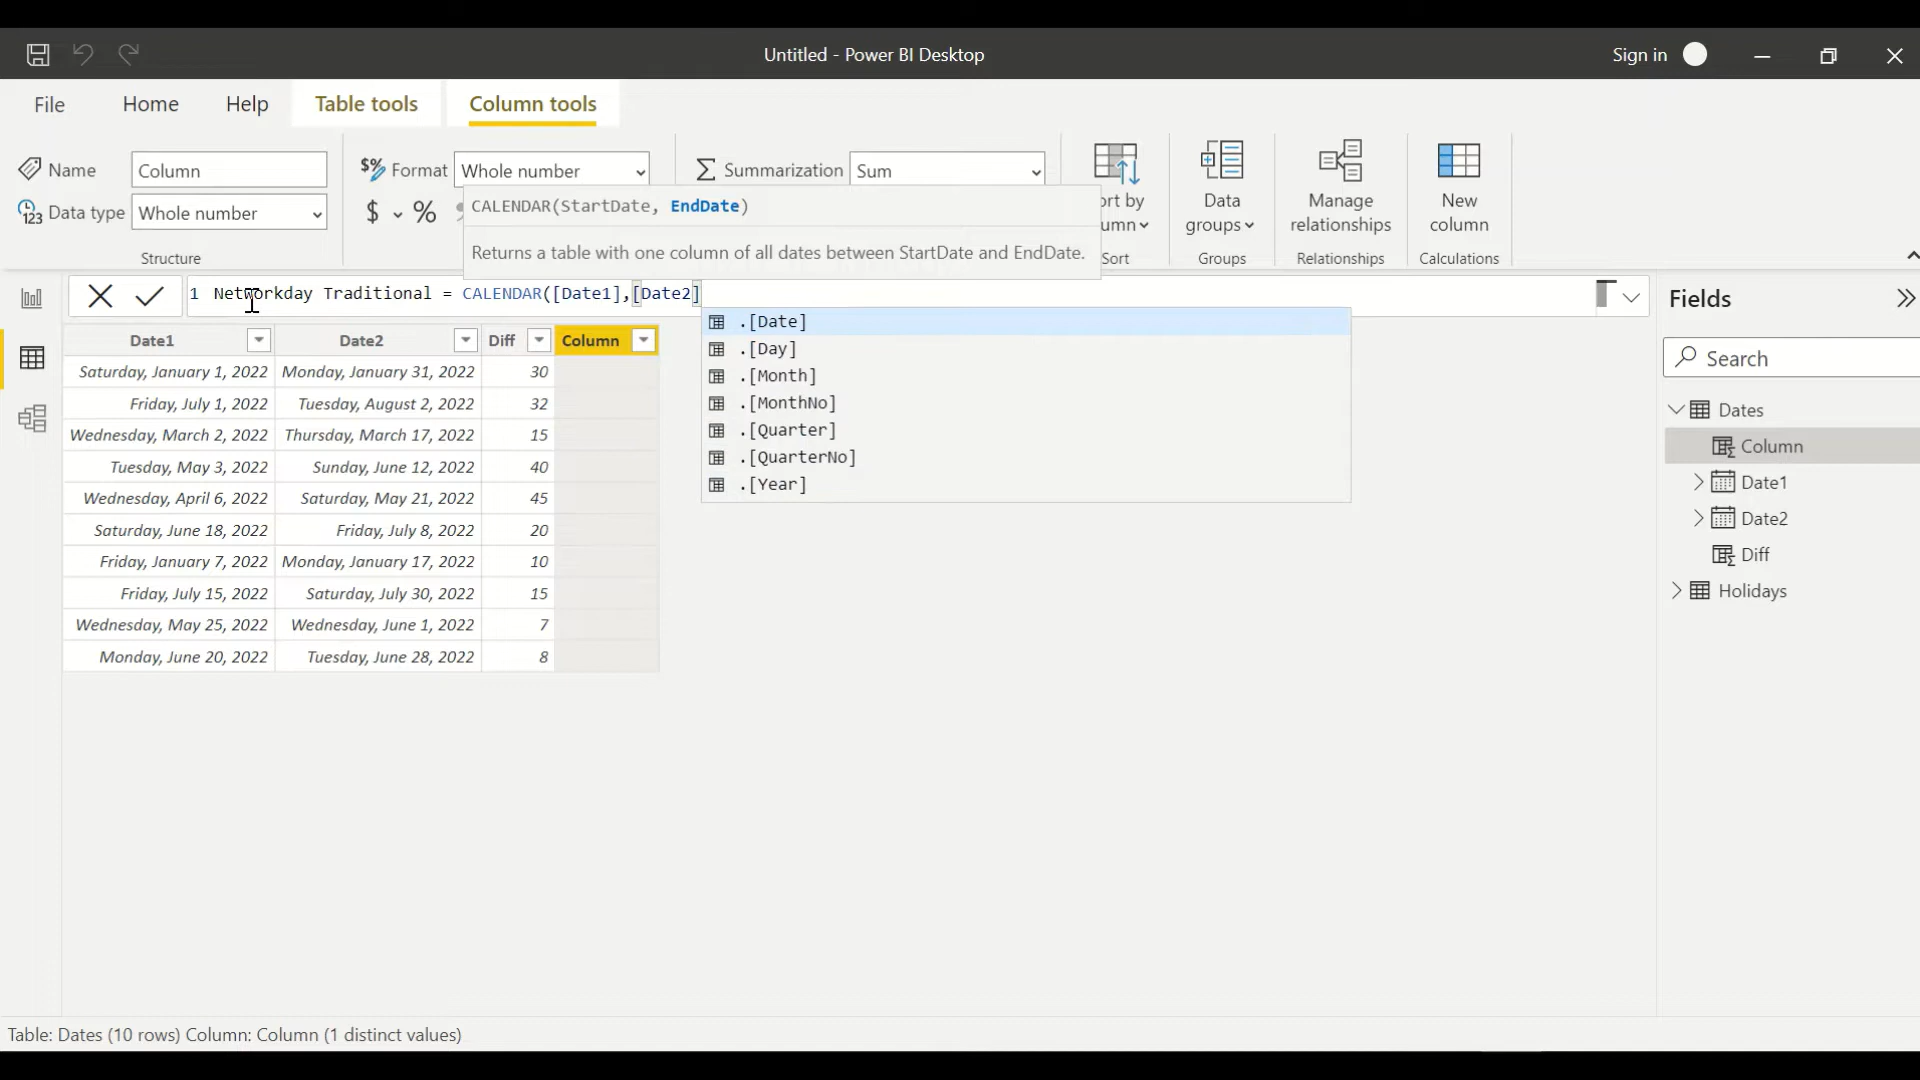 Untitled - Power BI Desktop
Sign in
File
Home
Help
Table tools
Column tools
Name
Column
Format
Whole number
Summarization
Sum
Data type
Whole number
$
%
CALENDAR(StartDate, EndDate)
Returns a table with one column of all dates between StartDate and EndDate.
Data
groups
Manage
relationships
New
column
Structure
Sort
Groups
Relationships
Calculations
1 Networkday Traditional = CALENDAR([Date1],[Date2]
.[Date]
.[Day]
.[Month]
.[MonthNo]
.[Quarter]
.[QuarterNo]
.[Year]
Date1 Date2 Diff Column
Saturday, January 1, 2022 Monday, January 31, 2022 30
Friday, July 1, 2022 Tuesday, August 2, 2022 32
Wednesday, March 2, 2022 Thursday, March 17, 2022 15
Tuesday, May 3, 2022 Sunday, June 12, 2022 40
Wednesday, April 6, 2022 Saturday, May 21, 2022 45
Saturday, June 18, 2022 Friday, July 8, 2022 20
Friday, January 7, 2022 Monday, January 17, 2022 10
Friday, July 15, 2022 Saturday, July 30, 2022 15
Wednesday, May 25, 2022 Wednesday, June 1, 2022 7
Monday, June 20, 2022 Tuesday, June 28, 2022 8
Fields
Search
Dates
Column
Date1
Date2
Diff
Holidays
Table: Dates (10 rows) Column: Column (1 distinct values)